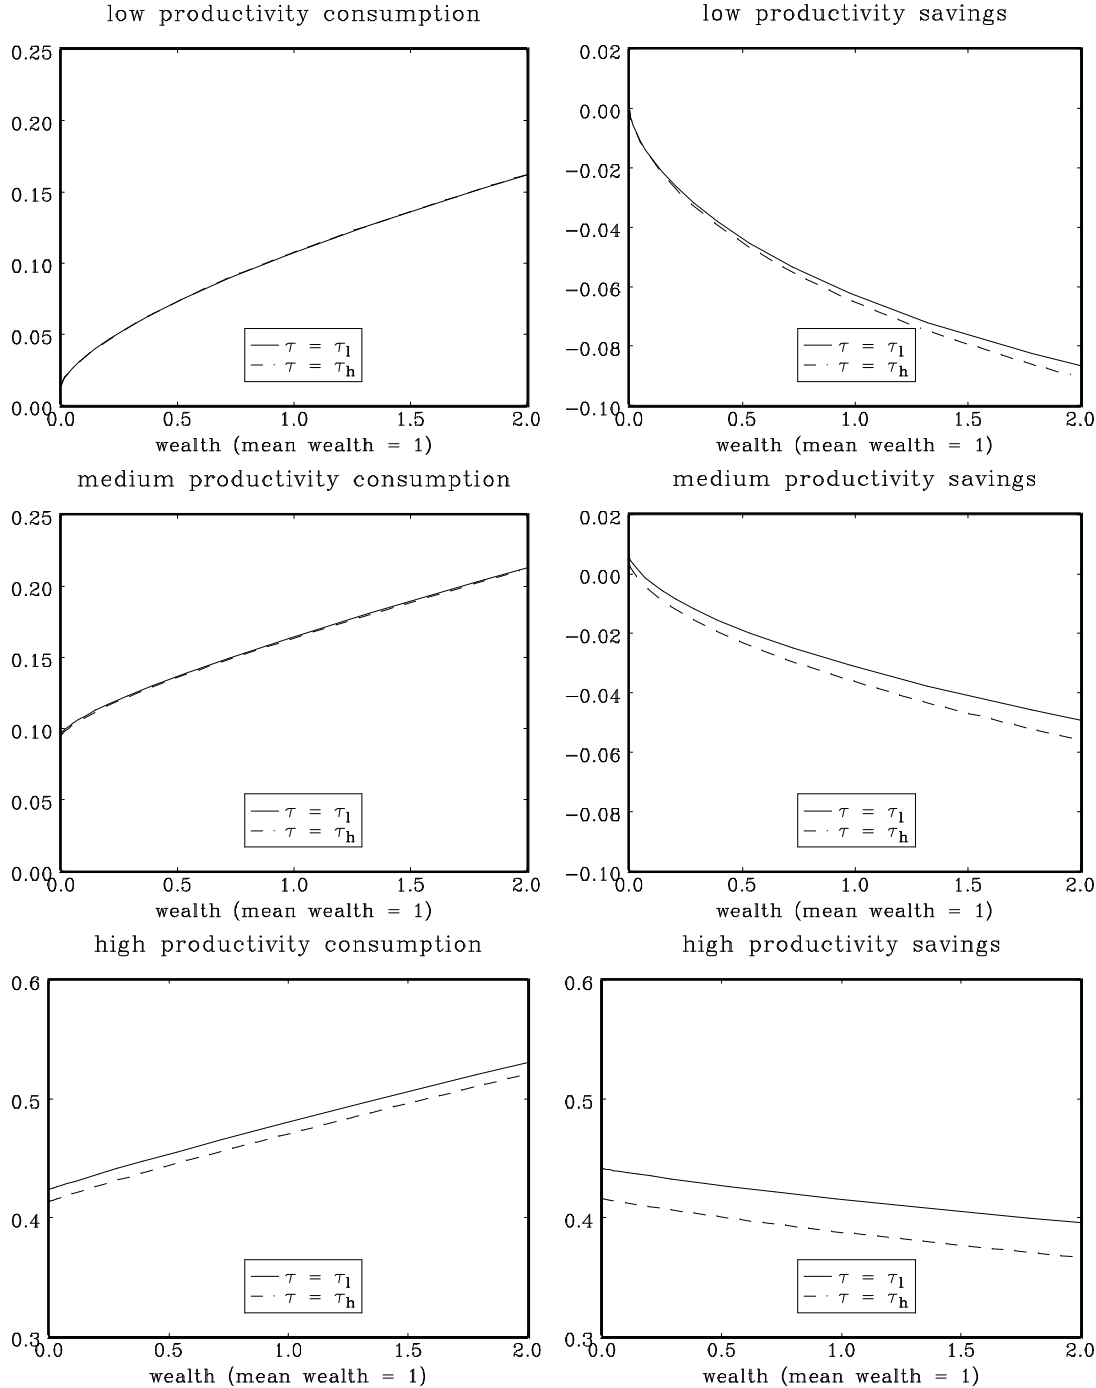 low productivity consumption
0.25
0.20
0.15
0.10
0.05
0.00
τ = τl
τ = τh
0.0 0.5 1.0 1.5 2.0
wealth (mean wealth = 1)
low productivity savings
0.02
0.00
−0.02
−0.04
−0.06
−0.08
−0.10
τ = τl
τ = τh
0.0 0.5 1.0 1.5 2.0
wealth (mean wealth = 1)
medium productivity consumption
0.25
0.20
0.15
0.10
0.05
0.00
τ = τl
τ = τh
0.0 0.5 1.0 1.5 2.0
wealth (mean wealth = 1)
medium productivity savings
0.02
0.00
−0.02
−0.04
−0.06
−0.08
−0.10
τ = τl
τ = τh
0.0 0.5 1.0 1.5 2.0
wealth (mean wealth = 1)
high productivity consumption
0.6
0.5
0.4
0.3
τ = τl
τ = τh
0.0 0.5 1.0 1.5 2.0
wealth (mean wealth = 1)
high productivity savings
0.6
0.5
0.4
0.3
τ = τl
τ = τh
0.0 0.5 1.0 1.5 2.0
wealth (mean wealth = 1)